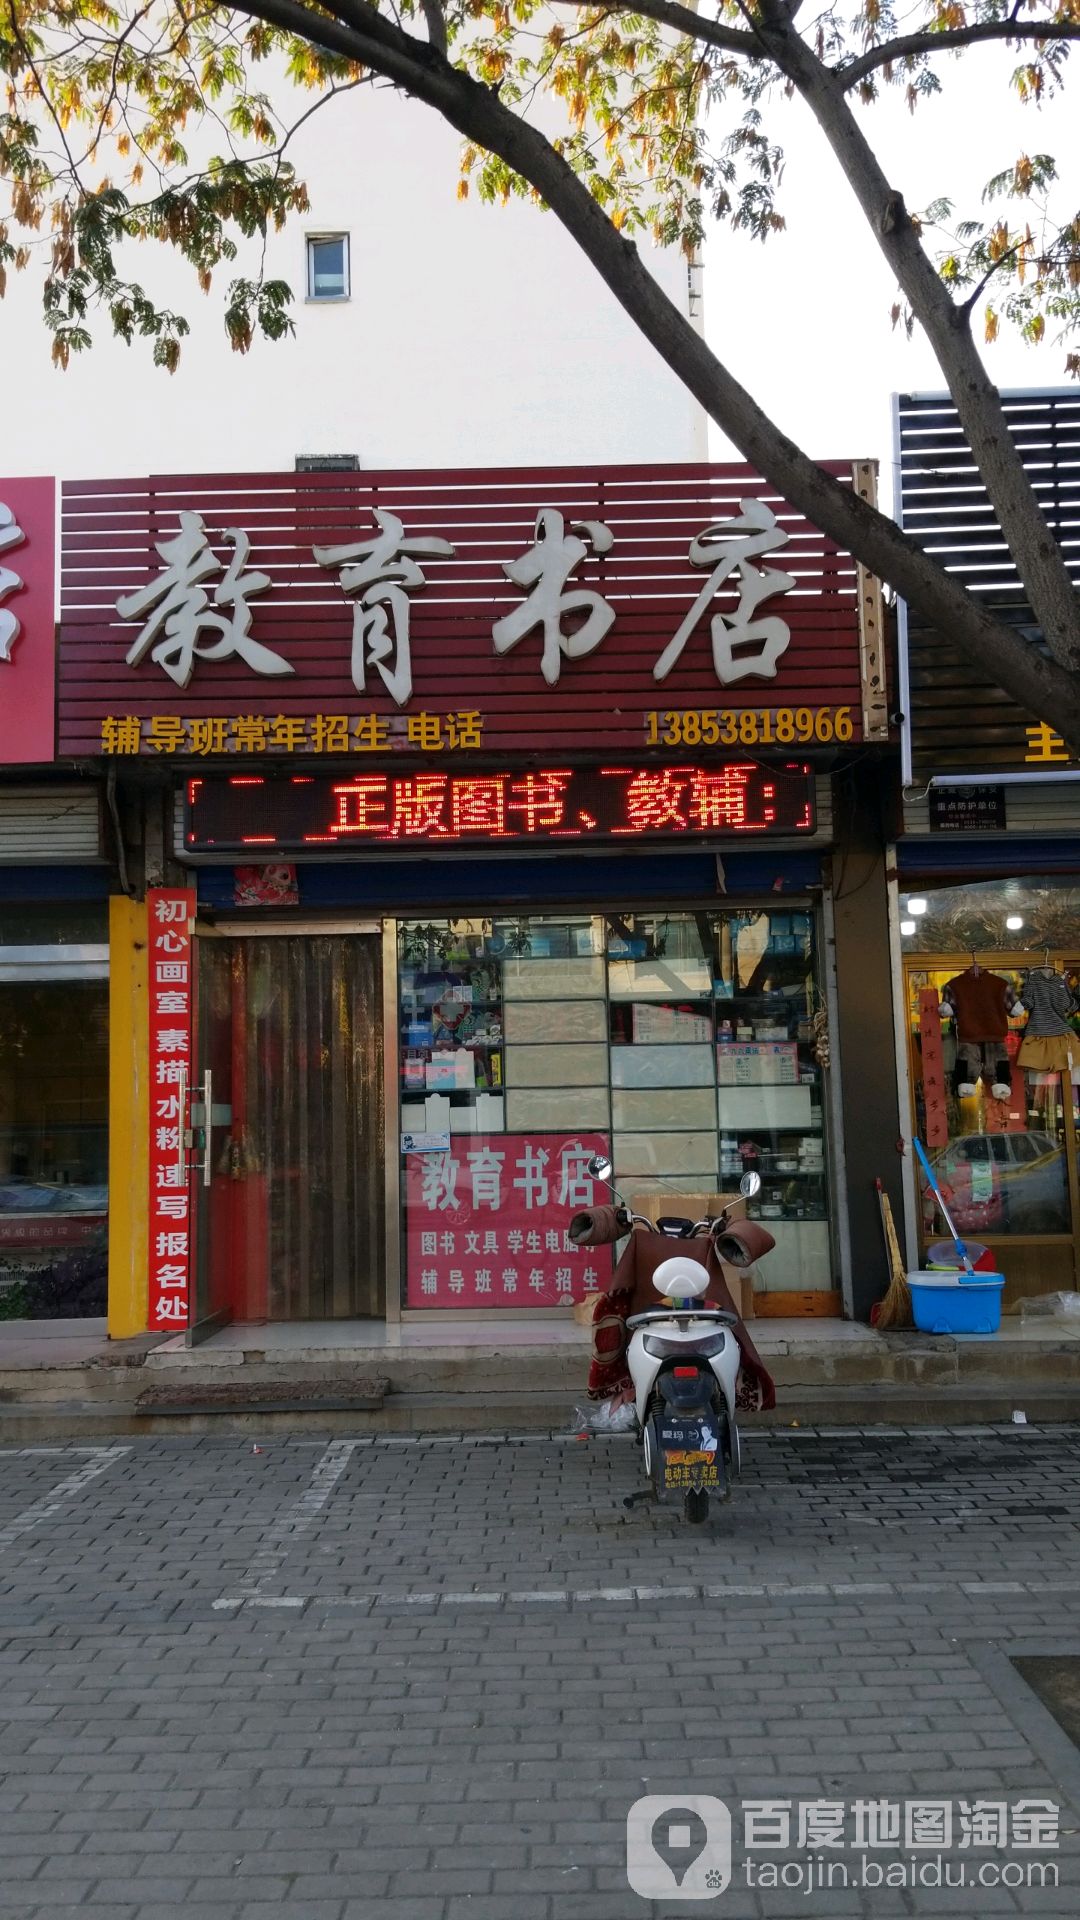 教育书店
辅导班常年招生 电话 13853818966
正版图书、教辅：
初心画室 素描水粉速写 报名处
教育书店
图书 文具 学生电脑等
辅导班常年招生
重点防护单位
爱玛
电动车专卖店
百度地图淘金
taojin.baidu.com